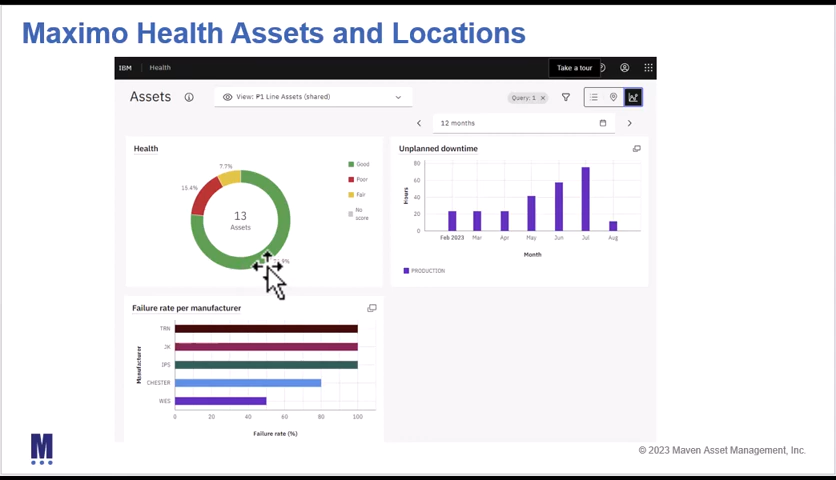 Maximo Health Assets and Locations
IBM Health Take a tour
Assets View: P1 Line Assets (shared) Query: 1
12 months
Health
7.7%
15.4%
13
Assets
Good
Poor
Fair
No
score
Unplanned downtime
80
60
40
20
0
Hours
Feb 2023 Mar Apr May Jun Jul Aug
Month
PRODUCTION
Failure rate per manufacturer
Manufacturer
TRN
JK
IPS
CHESTER
WES
0 20 40 60 80 100
Failure rate (%)
M
© 2023 Maven Asset Management, Inc.